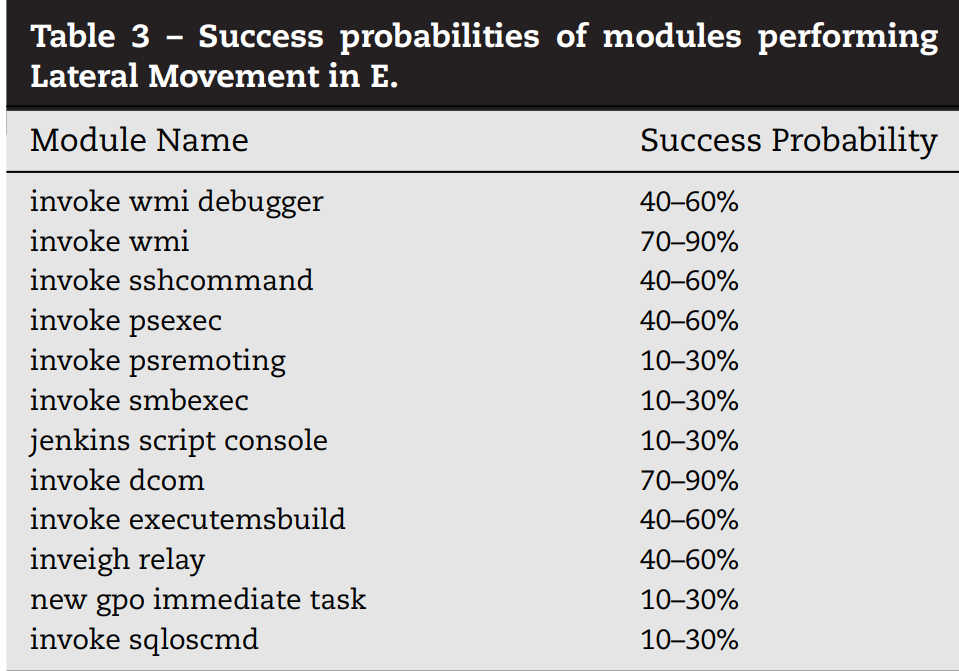 Table 3 – Success probabilities of modules performing
Lateral Movement in E.
Module Name Success Probability
invoke wmi debugger 40–60%
invoke wmi 70–90%
invoke sshcommand 40–60%
invoke psexec 40–60%
invoke psremoting 10–30%
invoke smbexec 10–30%
jenkins script console 10–30%
invoke dcom 70–90%
invoke executemsbuild 40–60%
inveigh relay 40–60%
new gpo immediate task 10–30%
invoke sqloscmd 10–30%